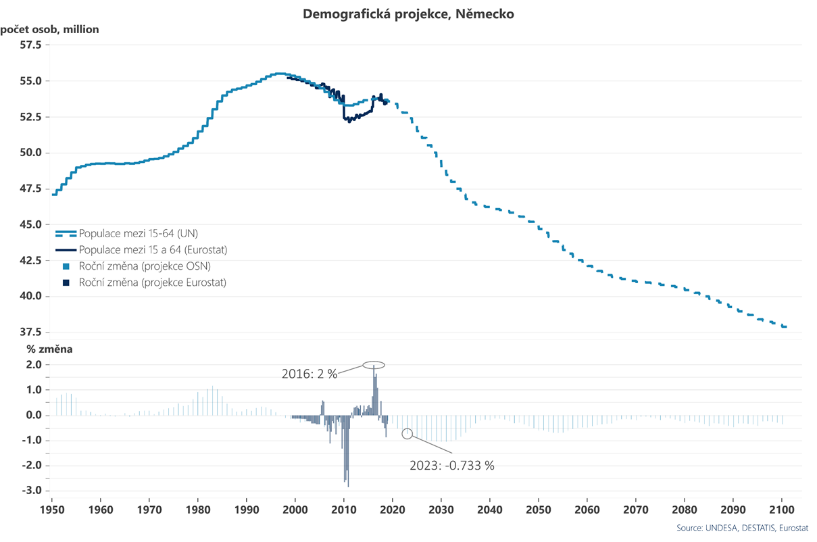 Demografická projekce, Německo
počet osob, million
57.5
55.0
52.5
50.0
47.5
45.0
42.5
40.0
37.5
Populace mezi 15-64 (UN)
Populace mezi 15 a 64 (Eurostat)
Roční změna (projekce OSN)
Roční změna (projekce Eurostat)
% změna
2.0
1.0
0.0
-1.0
-2.0
-3.0
2016: 2 %
2023: -0.733 %
1950 1960 1970 1980 1990 2000 2010 2020 2030 2040 2050 2060 2070 2080 2090 2100
Source: UNDESA, DESTATIS, Eurostat